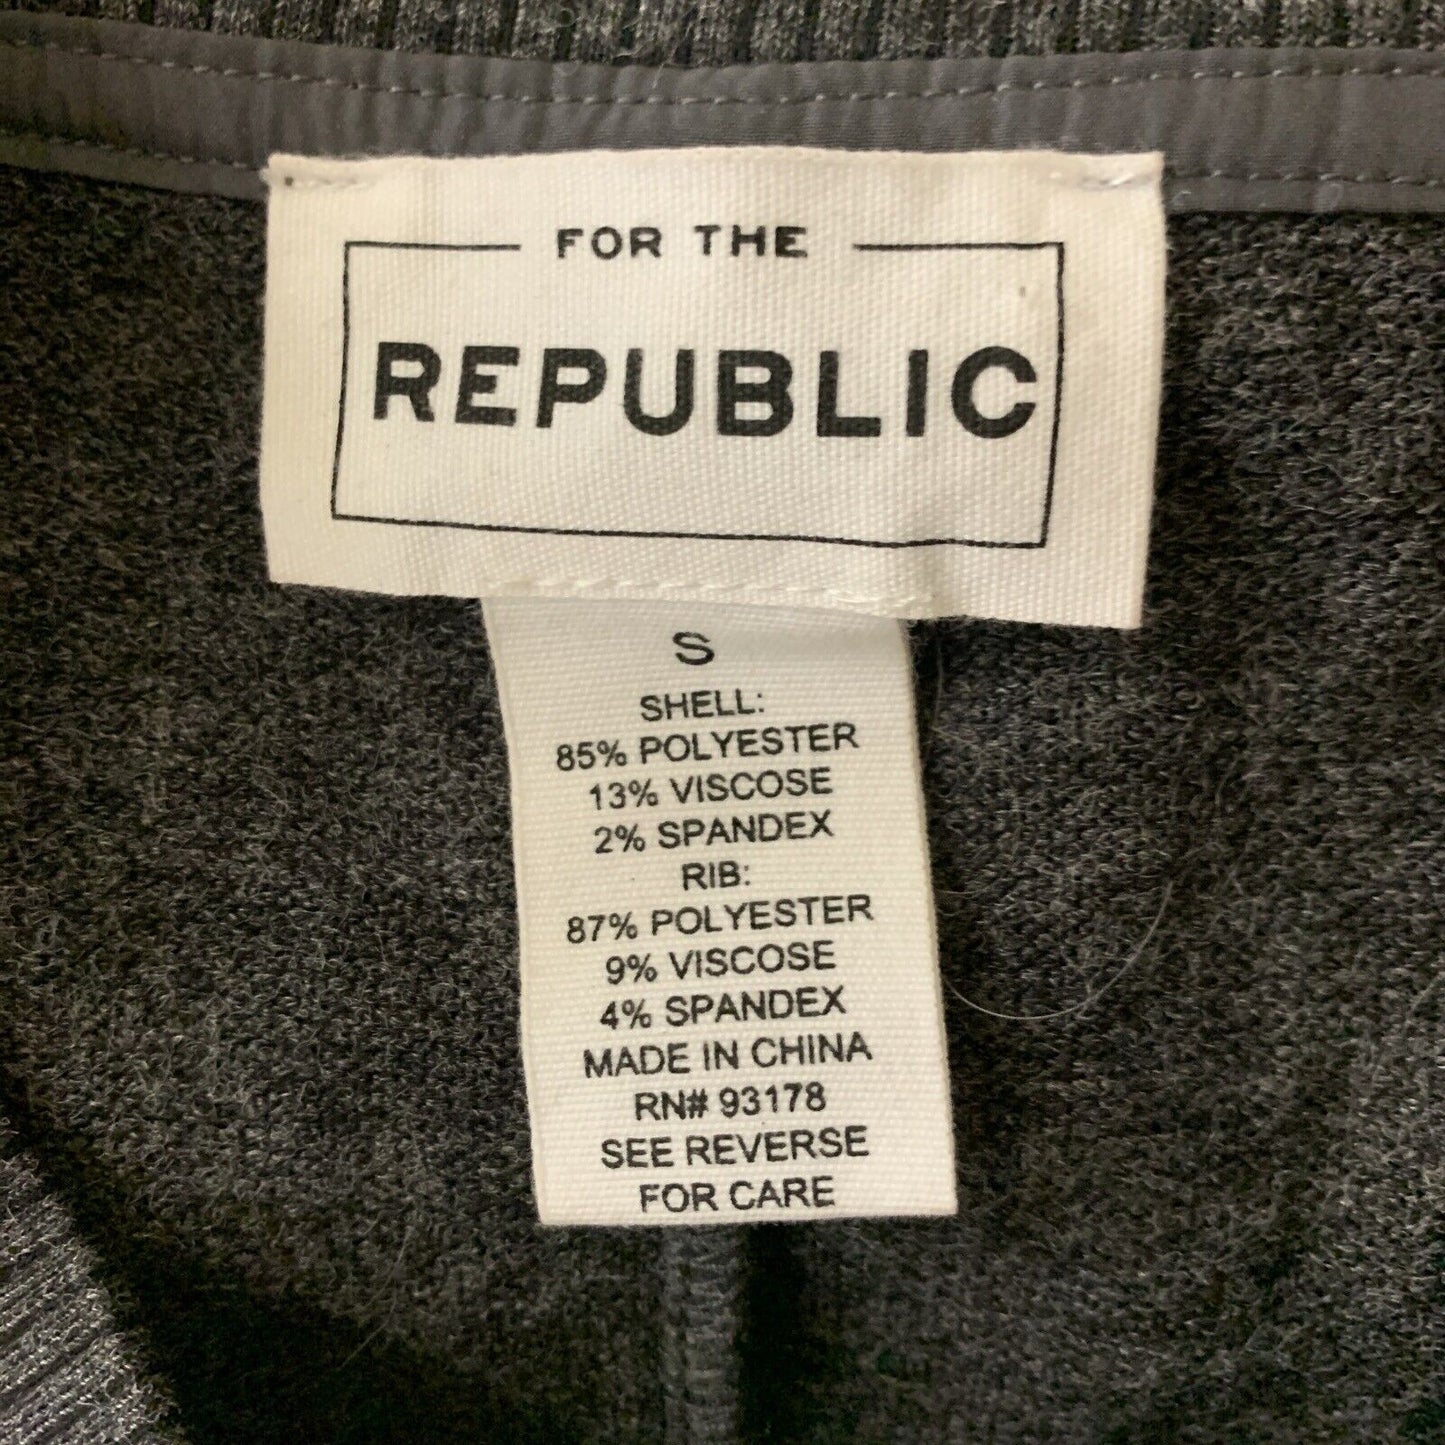 FOR THE
REPUBLIC
S
SHELL:
85% POLYESTER
13% VISCOSE
2% SPANDEX
RIB:
87% POLYESTER
9% VISCOSE
4% SPANDEX
MADE IN CHINA
RN# 93178
SEE REVERSE
FOR CARE